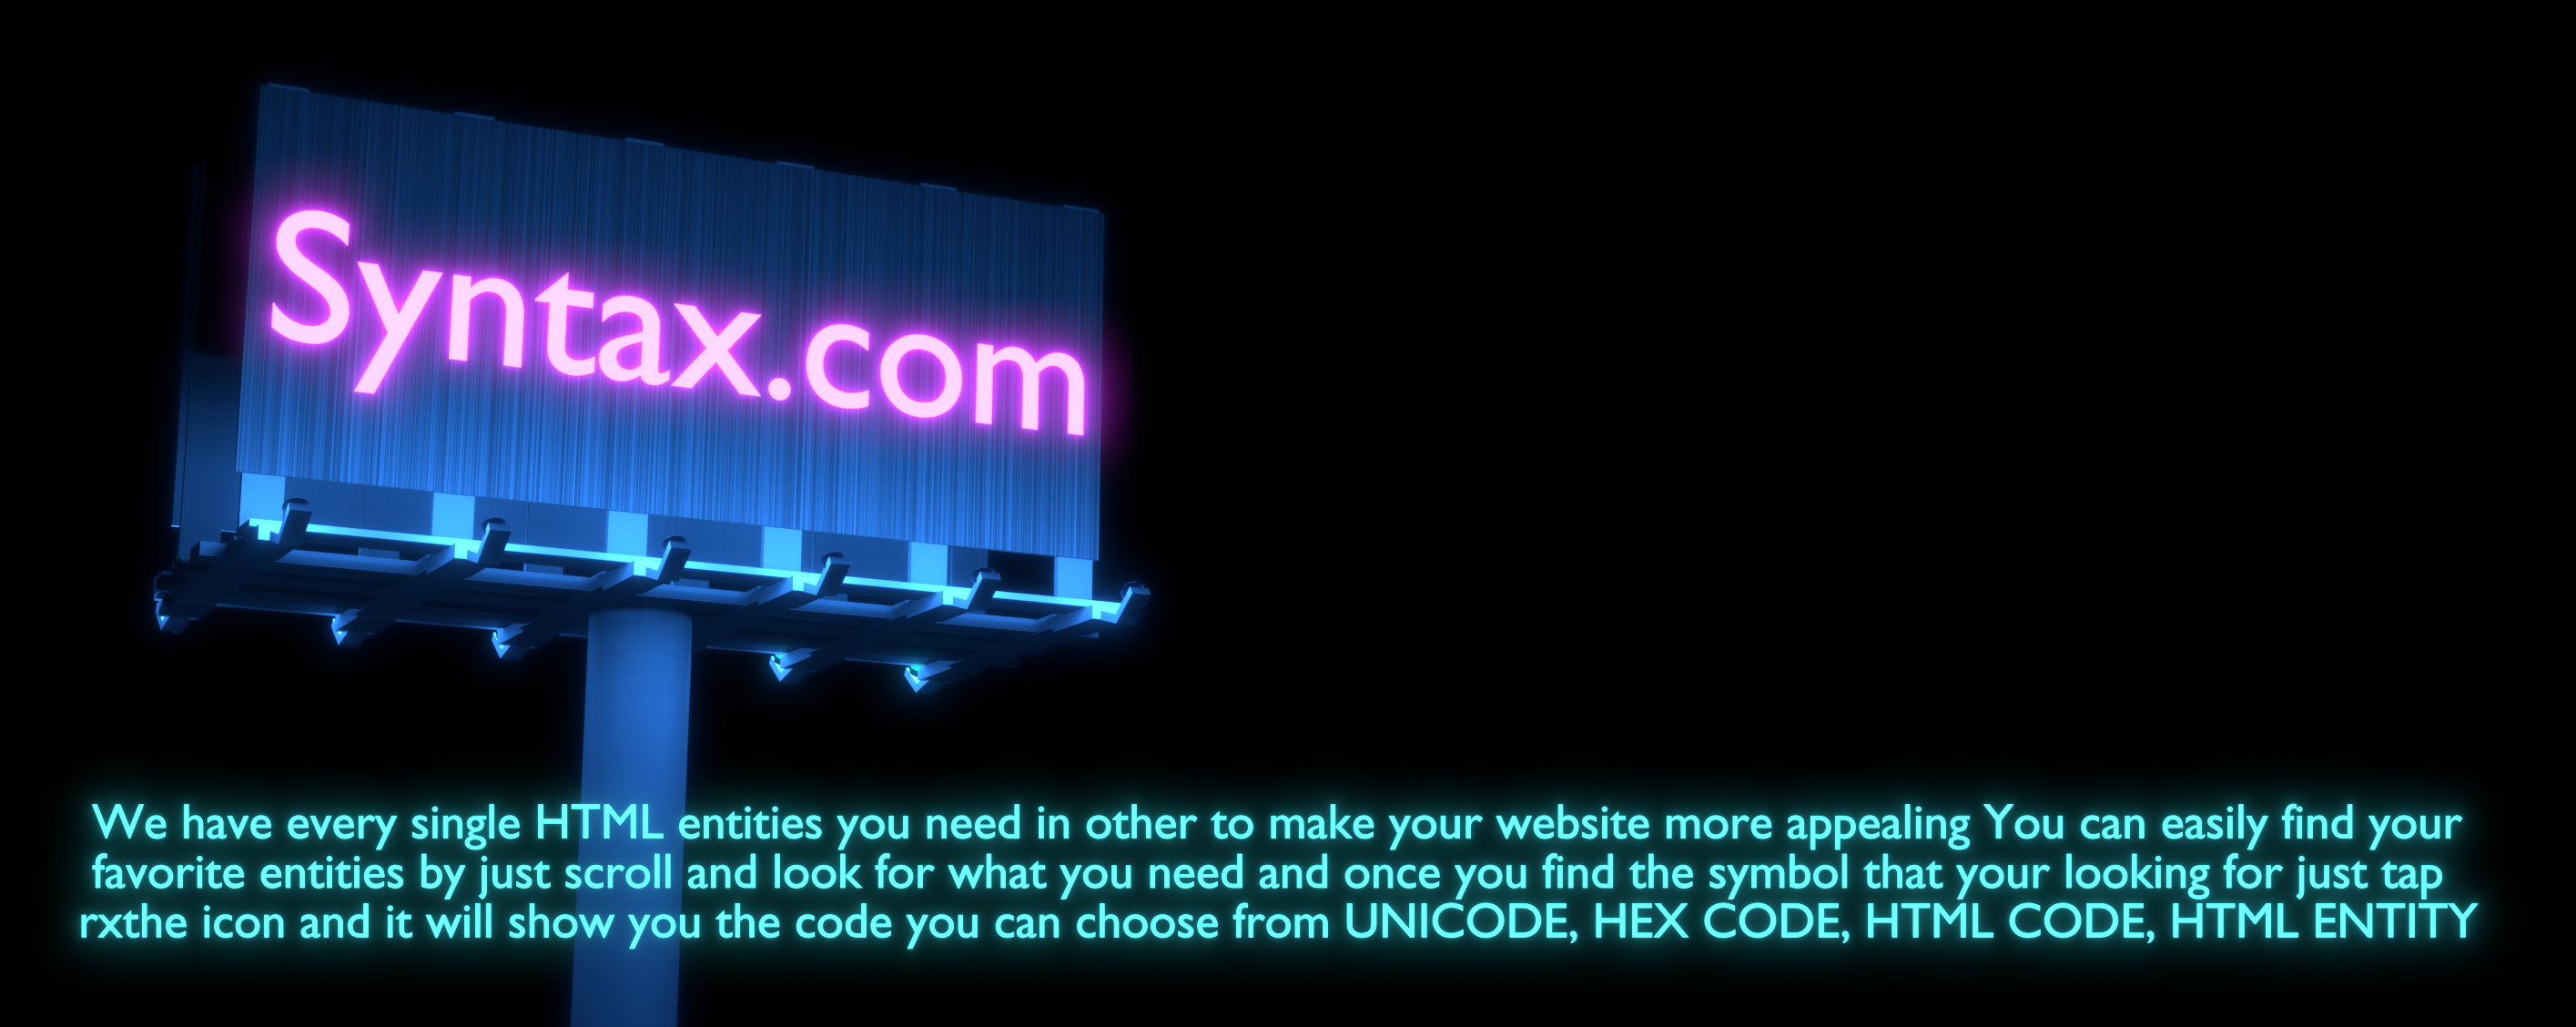 Syntax.com
We have every single HTML entities you need in other to make your website more appealing You can easily find your
favorite entities by just scroll and look for what you need and once you find the symbol that your looking for just tap
rxthe icon and it will show you the code you can choose from UNICODE, HEX CODE, HTML CODE, HTML ENTITY